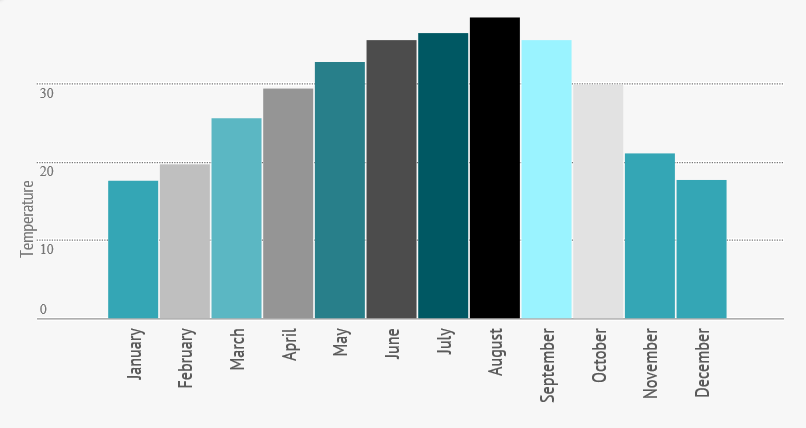 30
20
10
0
Temperature
January
February
March
April
May
June
July
August
September
October
November
December